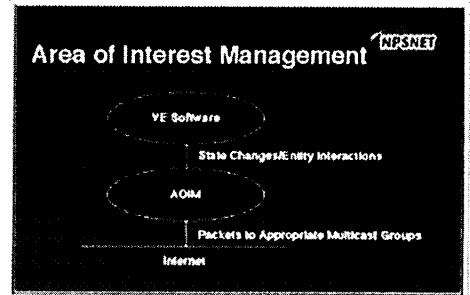 NPSNET
Area of Interest Management
VE Software
State Changes/Entity Interactions
AOIM
Packets to Appropriate Multicast Groups
Internet